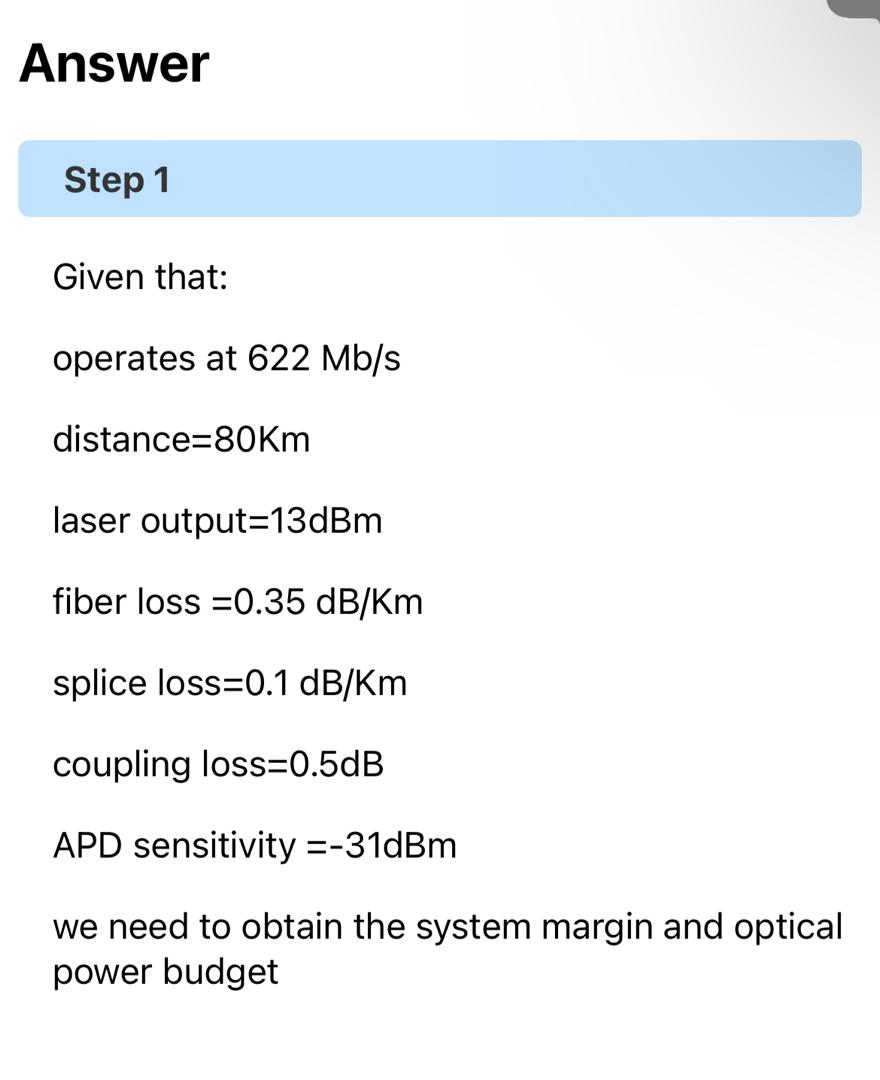 Answer
Step 1
Given that:
operates at 622 Mb/s
distance=80Km
laser output=13dBm
fiber loss =0.35 dB/Km
splice loss=0.1 dB/Km
coupling loss=0.5dB
APD sensitivity =-31dBm
we need to obtain the system margin and optical
power budget